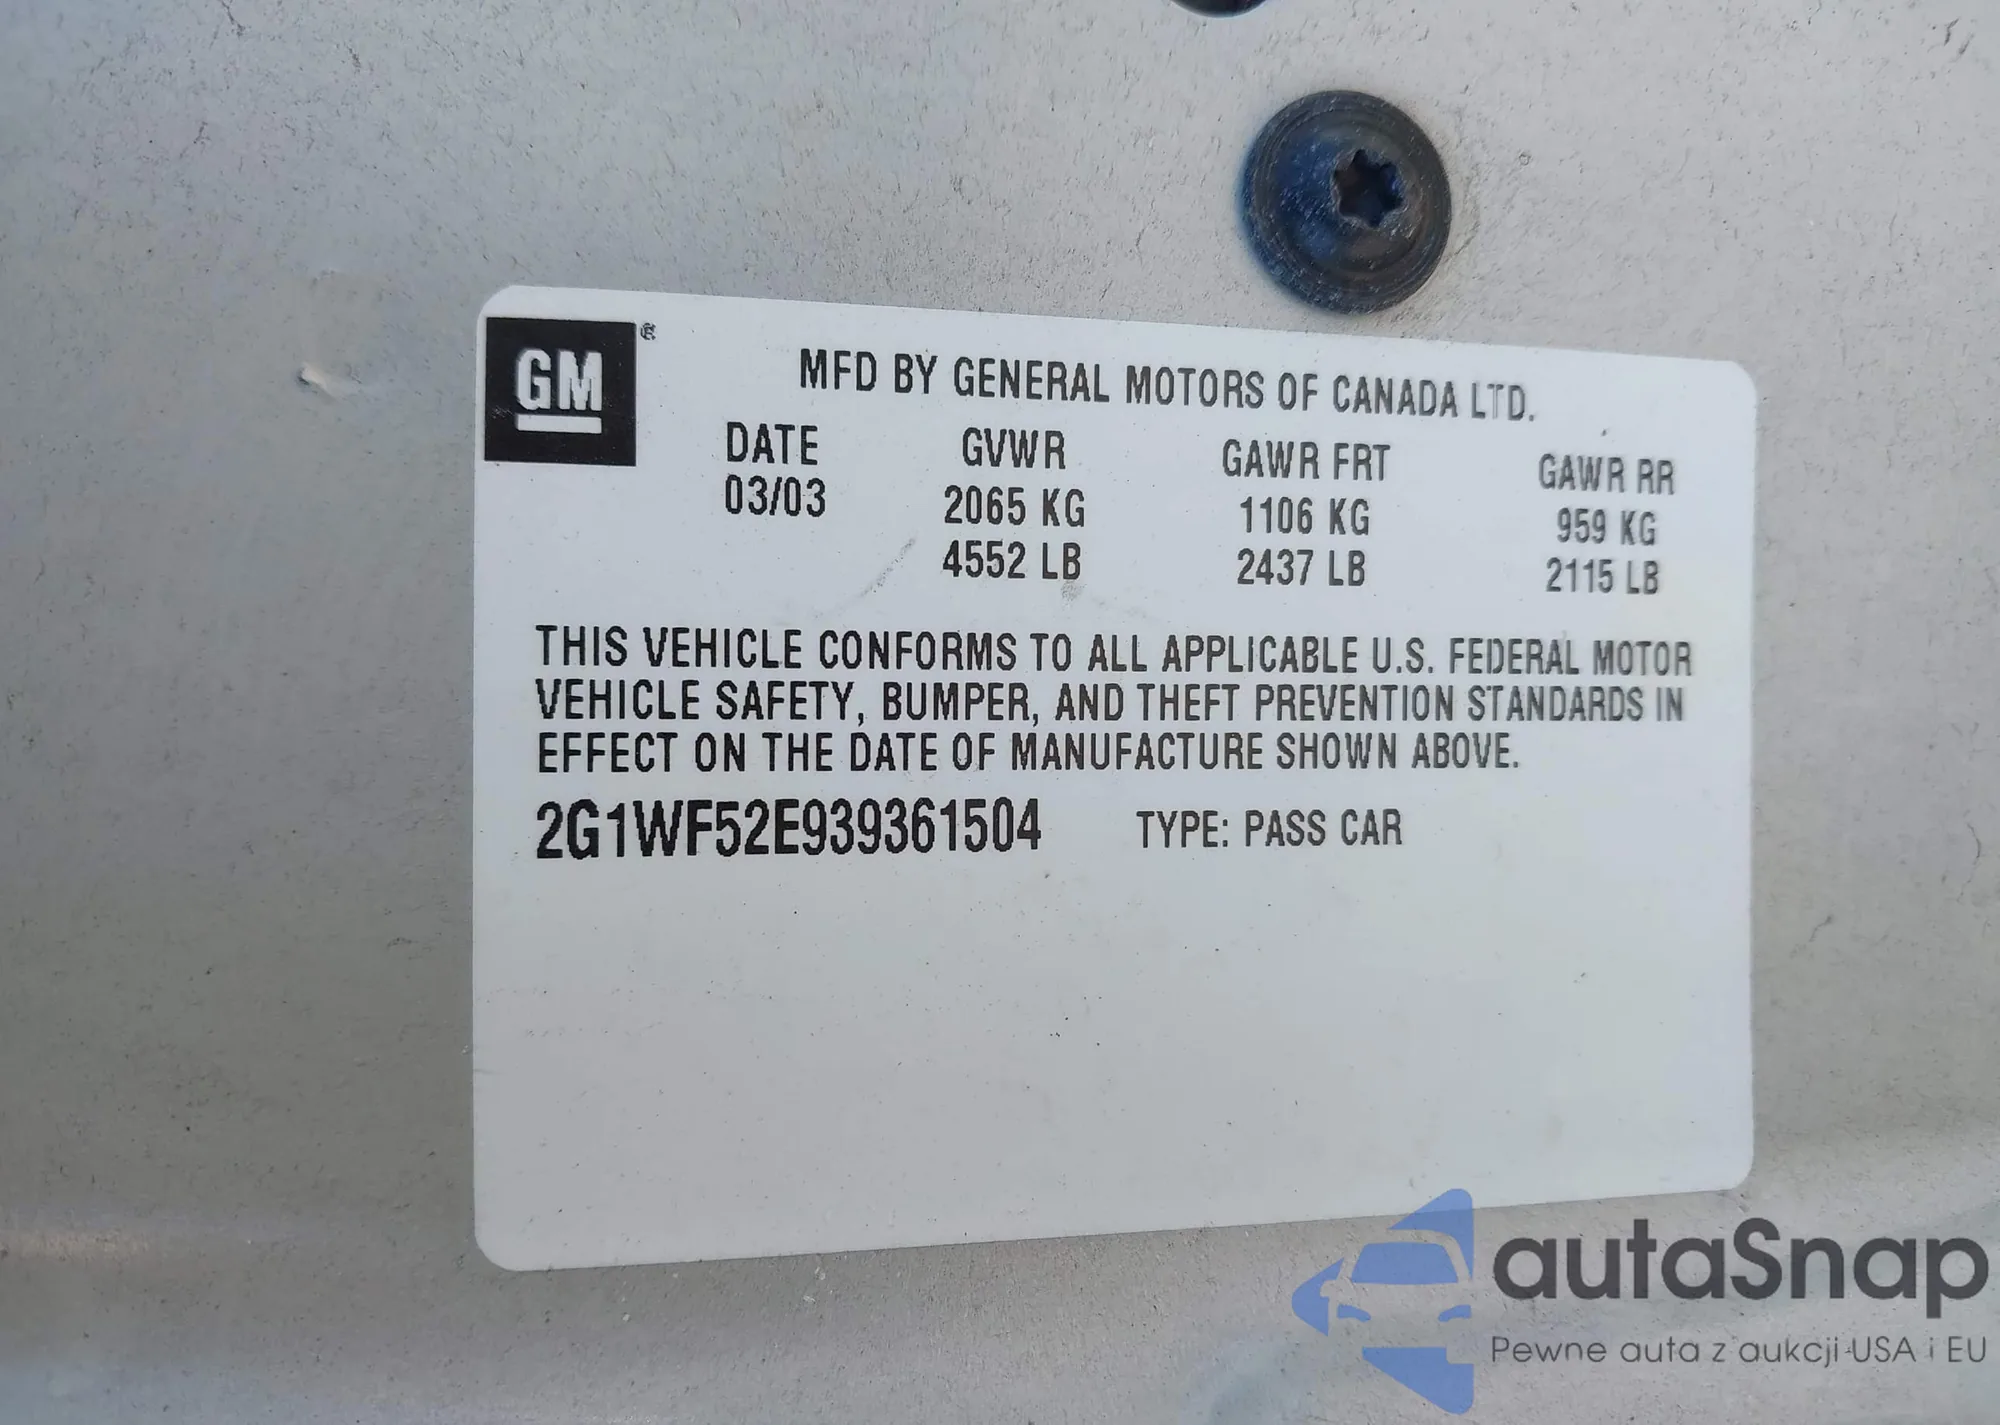 GM ®
MFD BY GENERAL MOTORS OF CANADA LTD.
DATE GVWR GAWR FRT GAWR RR
03/03 2065 KG 1106 KG 959 KG
4552 LB 2437 LB 2115 LB
THIS VEHICLE CONFORMS TO ALL APPLICABLE U.S. FEDERAL MOTOR
VEHICLE SAFETY, BUMPER, AND THEFT PREVENTION STANDARDS IN
EFFECT ON THE DATE OF MANUFACTURE SHOWN ABOVE.
2G1WF52E939361504 TYPE: PASS CAR
autaSnap
Pewne auta z aukcji USA i EU